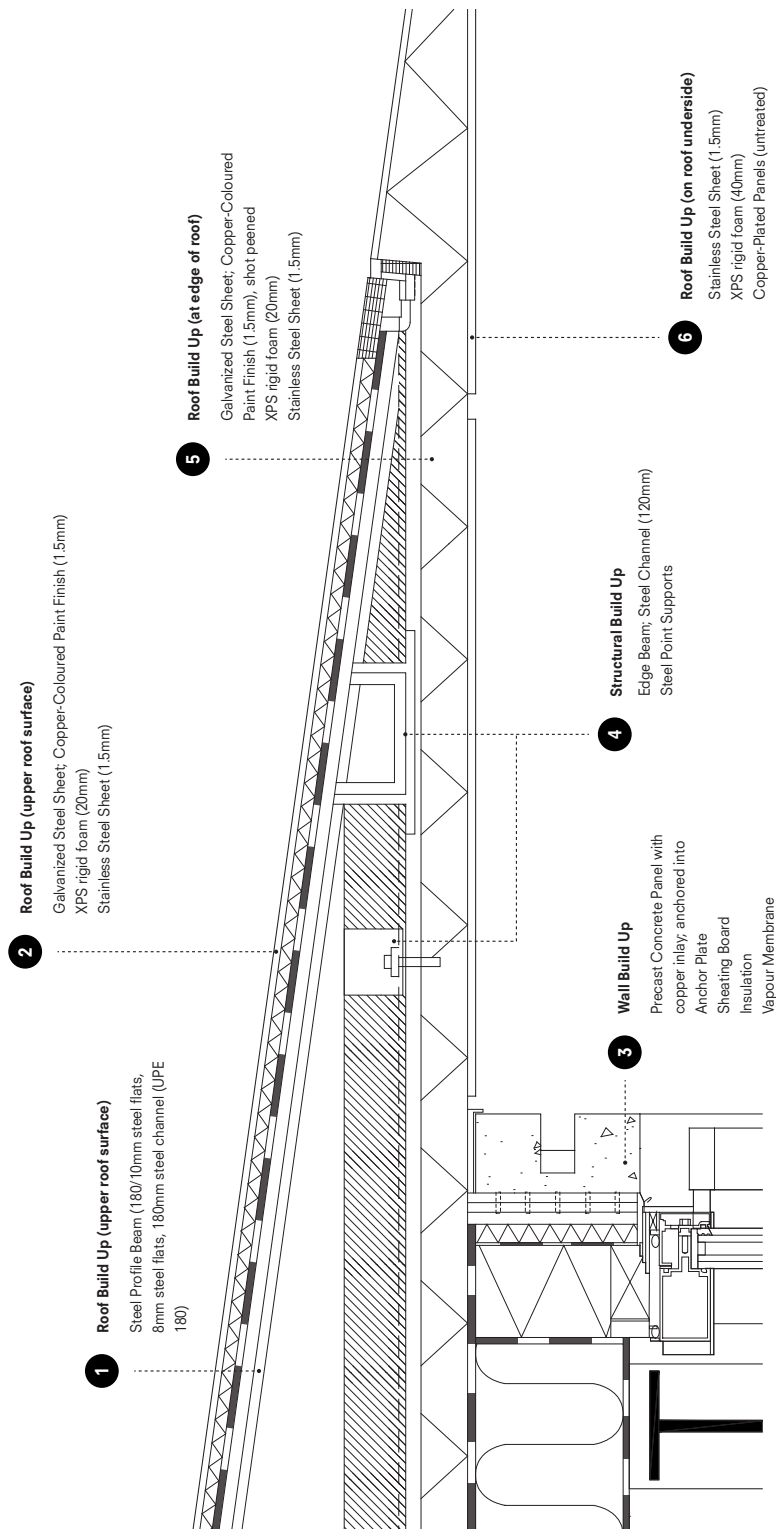 1
Roof Build Up (upper roof surface)
Steel Profile Beam (180/10mm steel flats,
8mm steel flats, 180mm steel channel (UPE
180)
2
Roof Build Up (upper roof surface)
Galvanized Steel Sheet; Copper-Coloured Paint Finish (1.5mm)
XPS rigid foam (20mm)
Stainless Steel Sheet (1.5mm)
3
Wall Build Up
Precast Concrete Panel with
copper inlay; anchored into
Anchor Plate
Sheating Board
Insulation
Vapour Membrane
4
Structural Build Up
Edge Beam; Steel Channel (120mm)
Steel Point Supports
5
Roof Build Up (at edge of roof)
Galvanized Steel Sheet; Copper-Coloured
Paint Finish (1.5mm), shot peened
XPS rigid foam (20mm)
Stainless Steel Sheet (1.5mm)
6
Roof Build Up (on roof underside)
Stainless Steel Sheet (1.5mm)
XPS rigid foam (40mm)
Copper-Plated Panels (untreated)